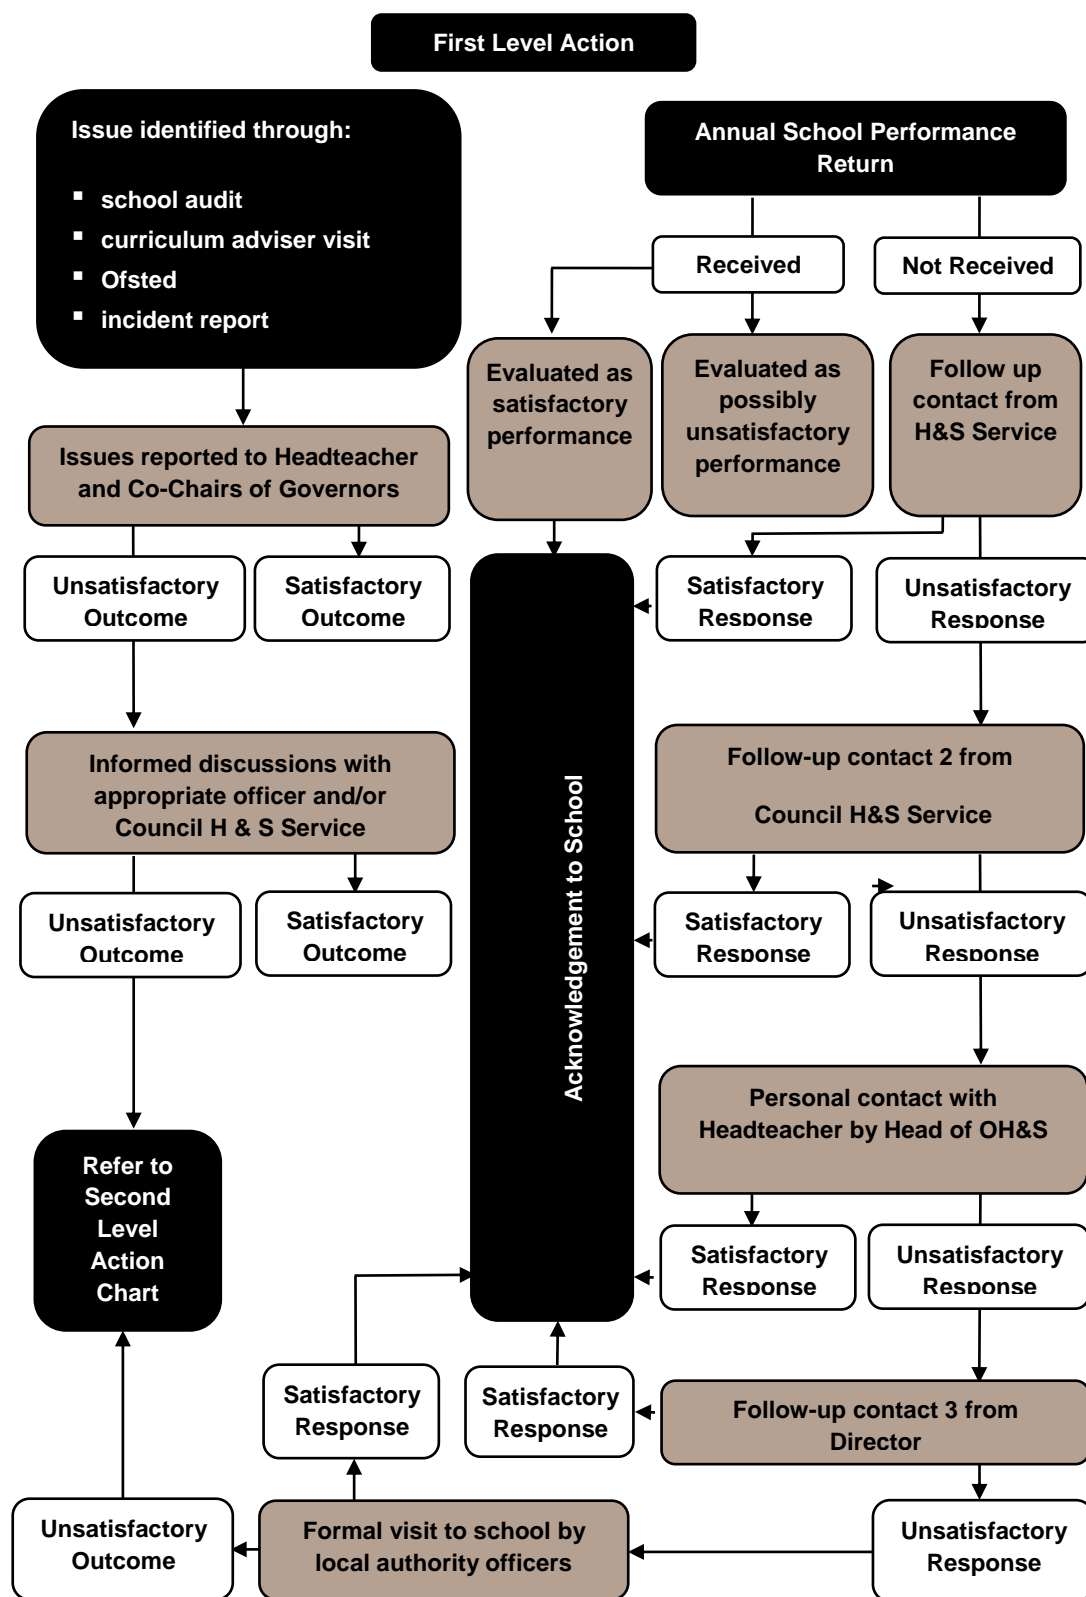 First Level Action
Issue identified through:
▪ school audit
▪ curriculum adviser visit
▪ Ofsted
▪ incident report
Annual School Performance
Return
Received
Not Received
Evaluated as
satisfactory
performance
Evaluated as
possibly
unsatisfactory
performance
Follow up
contact from
H&S Service
Issues reported to Headteacher
and Co-Chairs of Governors
Unsatisfactory
Outcome
Satisfactory
Outcome
Satisfactory
Response
Unsatisfactory
Response
Informed discussions with
appropriate officer and/or
Council H & S Service
Follow-up contact 2 from
Council H&S Service
Unsatisfactory
Outcome
Satisfactory
Outcome
Acknowledgement to School
Satisfactory
Response
Unsatisfactory
Response
Personal contact with
Headteacher by Head of OH&S
Refer to
Second
Level
Action
Chart
Satisfactory
Response
Unsatisfactory
Response
Satisfactory
Response
Satisfactory
Response
Follow-up contact 3 from
Director
Unsatisfactory
Outcome
Formal visit to school by
local authority officers
Unsatisfactory
Response